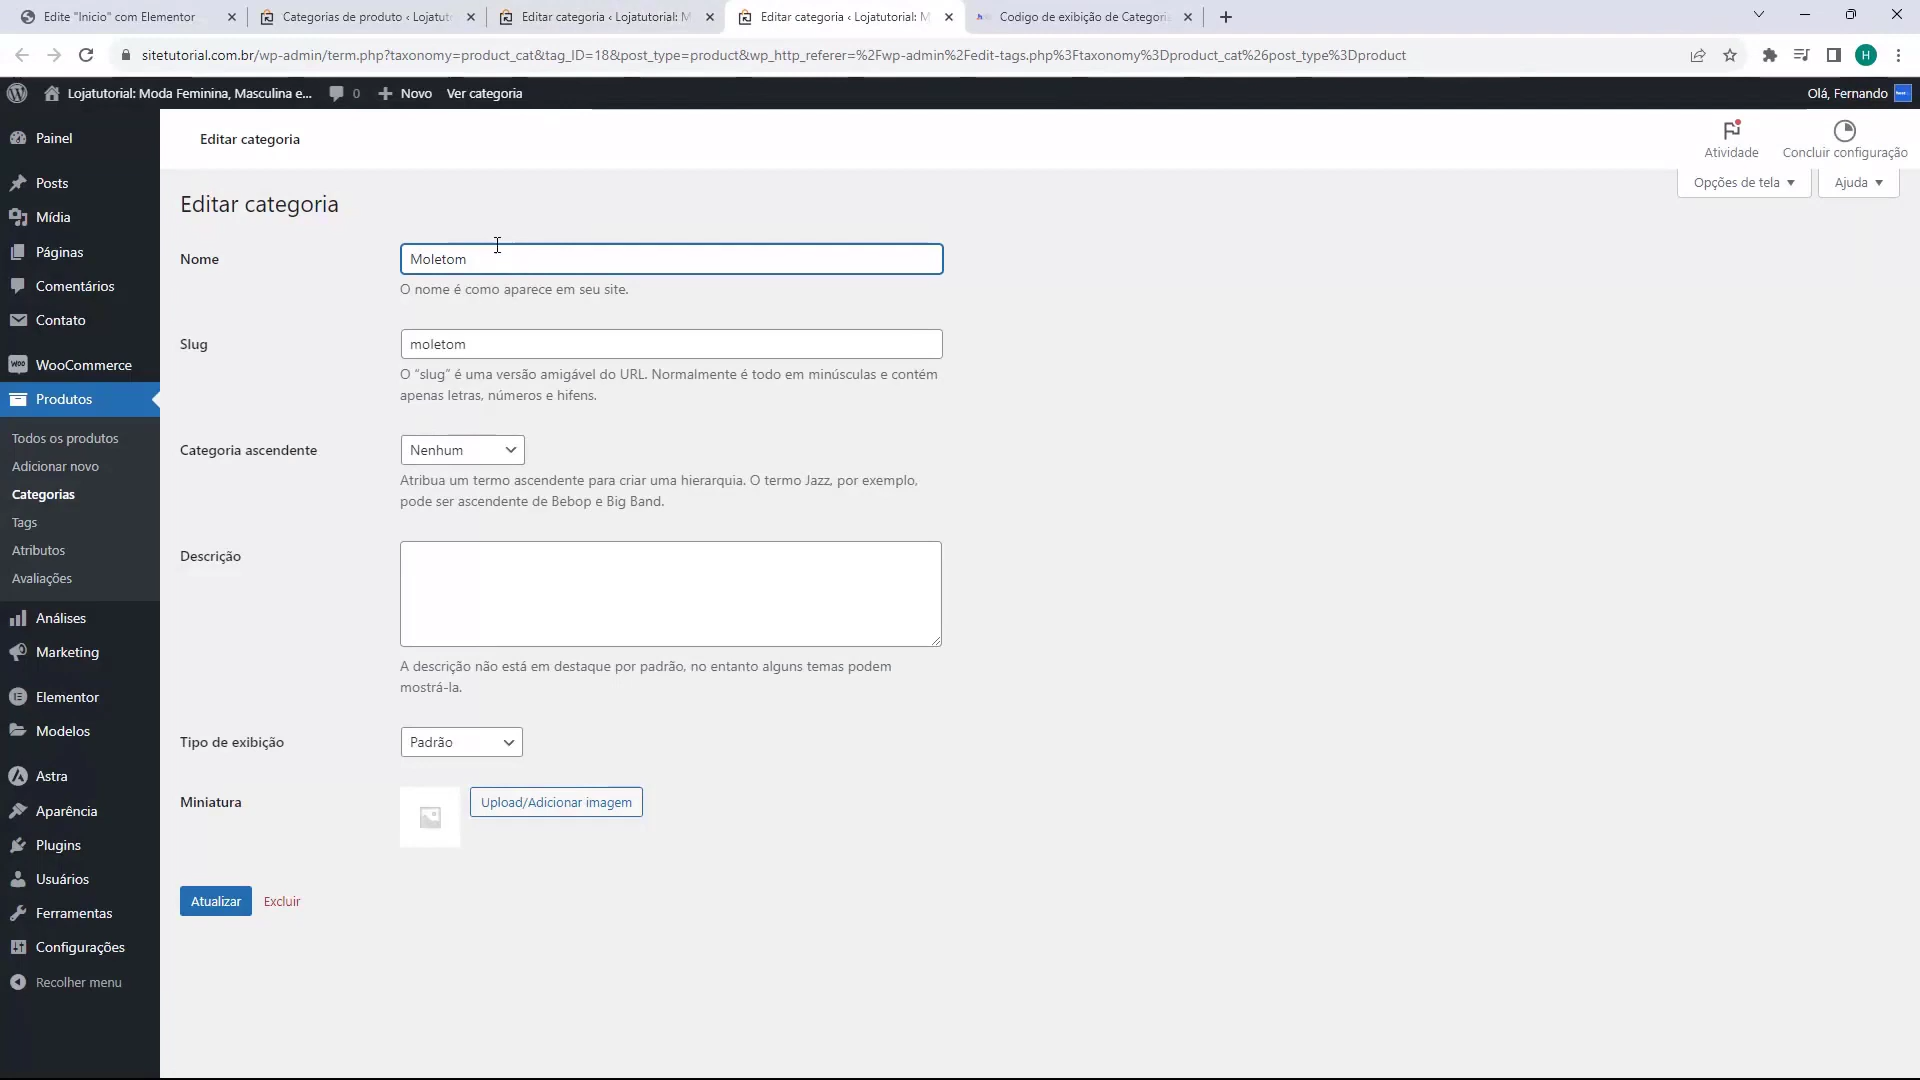 Edite "Inicio" com Elementor
Categorias de produto ‹ Lojatut
Editar categoria ‹ Lojatutorial: M
Editar categoria ‹ Lojatutorial: M
Codigo de exibição de Categori
sitetutorial.com.br/wp-admin/term.php?taxonomy=product_cat&tag_ID=18&post_type=product&wp_http_referer=%2Fwp-admin%2Fedit-tags.php%3Ftaxonomy%3Dproduct_cat%26post_type%3Dproduct
H
Lojatutorial: Moda Feminina, Masculina e...
0
Novo
Ver categoria
Olá, Fernando
Painel
Posts
Mídia
Páginas
Comentários
Contato
WooCommerce
Produtos
Todos os produtos
Adicionar novo
Categorias
Tags
Atributos
Avaliações
Análises
Marketing
Elementor
Modelos
Astra
Aparência
Plugins
Usuários
Ferramentas
Configurações
Recolher menu
Editar categoria
Atividade
Concluir configuração
Opções de tela
Ajuda
Editar categoria
Nome
Moletom
O nome é como aparece em seu site.
Slug
moletom
O “slug” é uma versão amigável do URL. Normalmente é todo em minúsculas e contém
apenas letras, números e hifens.
Categoria ascendente
Nenhum
Atribua um termo ascendente para criar uma hierarquia. O termo Jazz, por exemplo,
pode ser ascendente de Bebop e Big Band.
Descrição
A descrição não está em destaque por padrão, no entanto alguns temas podem
mostrá-la.
Tipo de exibição
Padrão
Miniatura
Upload/Adicionar imagem
Atualizar
Excluir